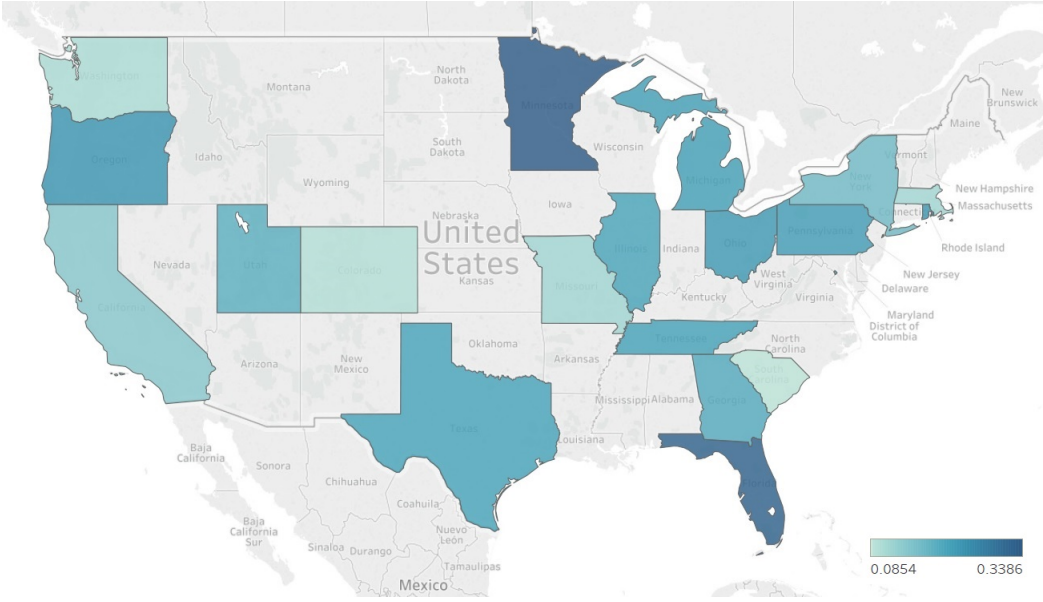 Washington
Montana
North
Dakota
Minnesota
New
Brunswick
Maine
Oregon
Idaho
South
Dakota
Wisconsin
Vermont
Michigan
New
York
New Hampshire
Wyoming
Massachusetts
Nebraska
Iowa
Connecti
United
States
Illinois
Indiana
Ohio
Pennsylvania
Rhode Island
Nevada
Utah
Colorado
Kansas
Missouri
West
Virginia
New Jersey
Delaware
California
Kentucky
Virginia
Maryland
District of
Columbia
Arizona
New
Mexico
Oklahoma
Arkansas
Tennessee
North
Carolina
South
Carolina
Mississippi
Alabama
Georgia
Texas
Louisiana
Baja
California
Sonora
Chihuahua
Florida
Coahuila
Baja
California
Sur
Nuevo
León
Sinaloa
Durango
Tamaulipas
Mexico
0.0854
0.3386